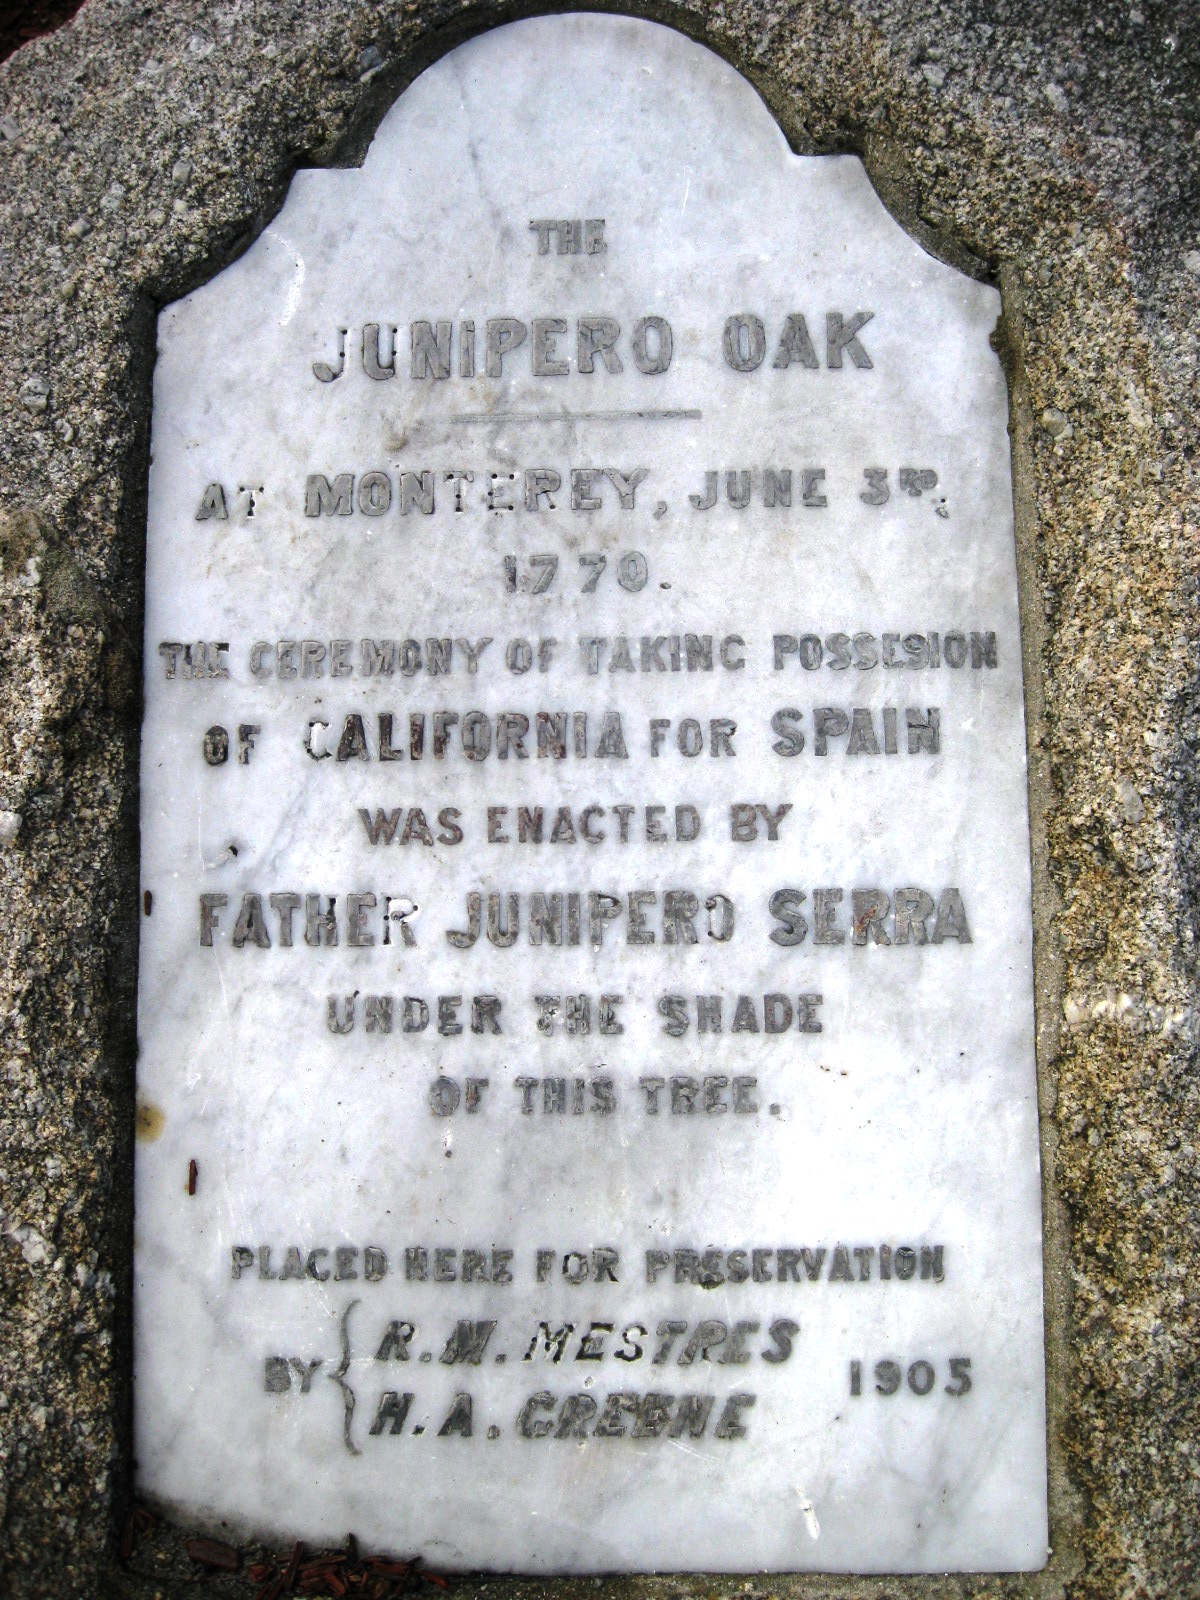 THE
JUNIPERO OAK
AT MONTEREY, JUNE 3RD,
1770.
THE CEREMONY OF TAKING POSSESION
OF CALIFORNIA FOR SPAIN
WAS ENACTED BY
FATHER JUNIPERO SERRA
UNDER THE SHADE
OF THIS TREE.
PLACED HERE FOR PRESERVATION
BY { R.M. MESTRES
H.A. GREENE 1905